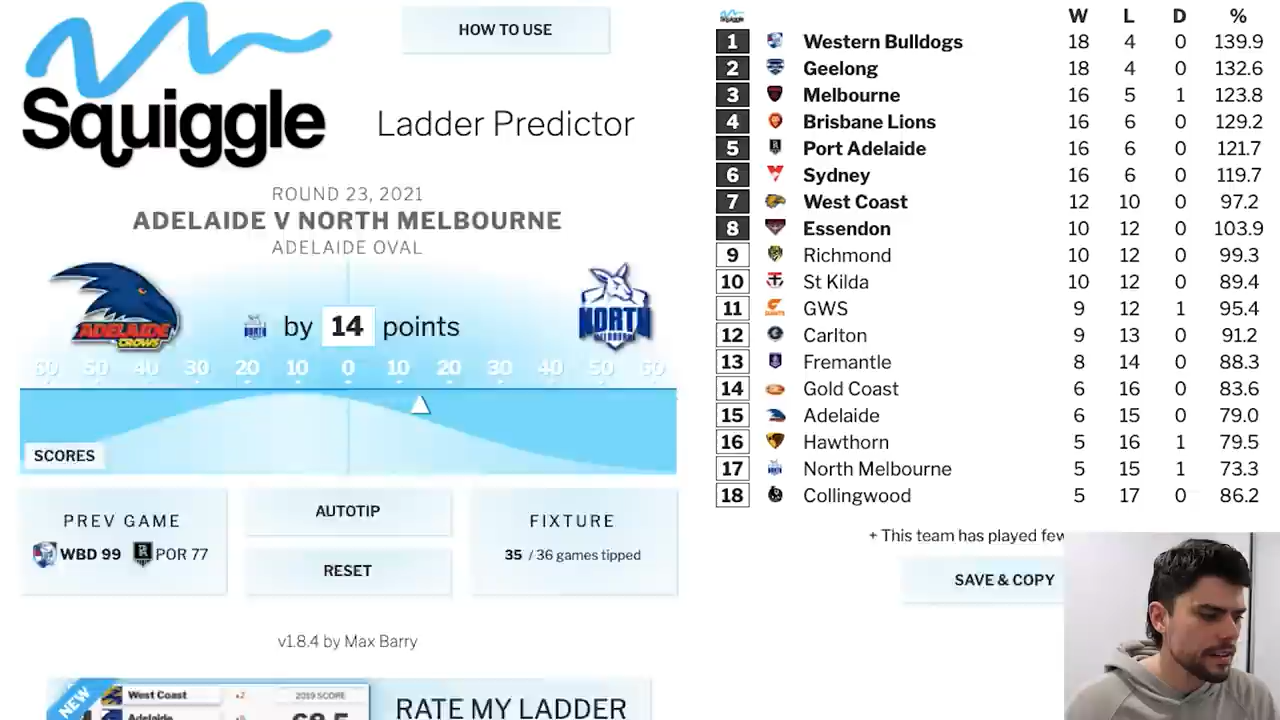 HOW TO USE
Squiggle
Ladder Predictor
ROUND 23, 2021
ADELAIDE V NORTH MELBOURNE
ADELAIDE OVAL
ADELAIDE
CROWS
NORTH
MELBOURNE
by 14 points
60 50 40 30 20 10 0 10 20 30 40 50 60
SCORES
PREV GAME
WBD 99 POR 77
AUTOTIP
RESET
FIXTURE
35 / 36 games tipped
v1.8.4 by Max Barry
NEW
West Coast
2019 SCORE
Adelaide
RATE MY LADDER
Squiggle W L D %
1 Western Bulldogs 18 4 0 139.9
2 Geelong 18 4 0 132.6
3 Melbourne 16 5 1 123.8
4 Brisbane Lions 16 6 0 129.2
5 Port Adelaide 16 6 0 121.7
6 Sydney 16 6 0 119.7
7 West Coast 12 10 0 97.2
8 Essendon 10 12 0 103.9
9 Richmond 10 12 0 99.3
10 St Kilda 10 12 0 89.4
11 GWS 9 12 1 95.4
12 Carlton 9 13 0 91.2
13 Fremantle 8 14 0 88.3
14 Gold Coast 6 16 0 83.6
15 Adelaide 6 15 0 79.0
16 Hawthorn 5 16 1 79.5
17 North Melbourne 5 15 1 73.3
18 Collingwood 5 17 0 86.2
+ This team has played few
SAVE & COPY